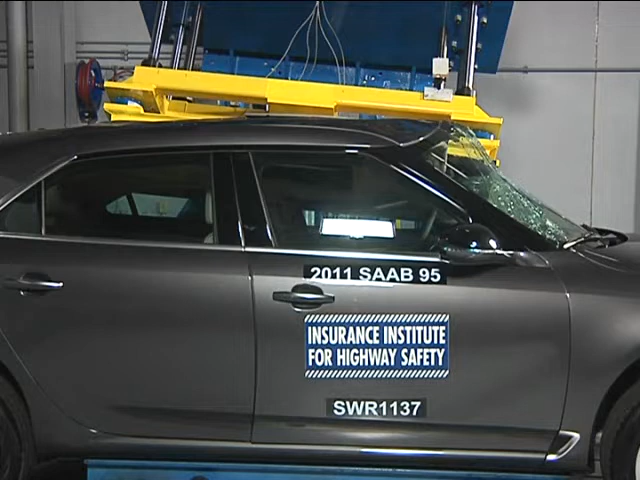 2011 SAAB 95
INSURANCE INSTITUTE
FOR HIGHWAY SAFETY
SWR1137